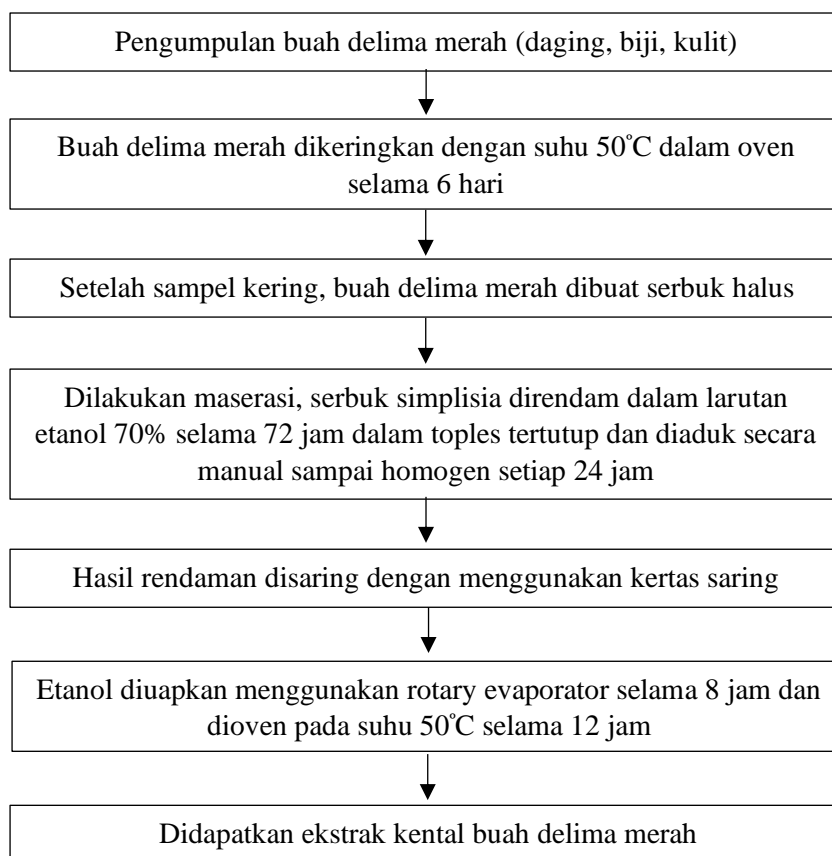 Pengumpulan buah delima merah (daging, biji, kulit)
Buah delima merah dikeringkan dengan suhu 50°C dalam oven
selama 6 hari
Setelah sampel kering, buah delima merah dibuat serbuk halus
Dilakukan maserasi, serbuk simplisia direndam dalam larutan
etanol 70% selama 72 jam dalam toples tertutup dan diaduk secara
manual sampai homogen setiap 24 jam
Hasil rendaman disaring dengan menggunakan kertas saring
Etanol diuapkan menggunakan rotary evaporator selama 8 jam dan
dioven pada suhu 50°C selama 12 jam
Didapatkan ekstrak kental buah delima merah